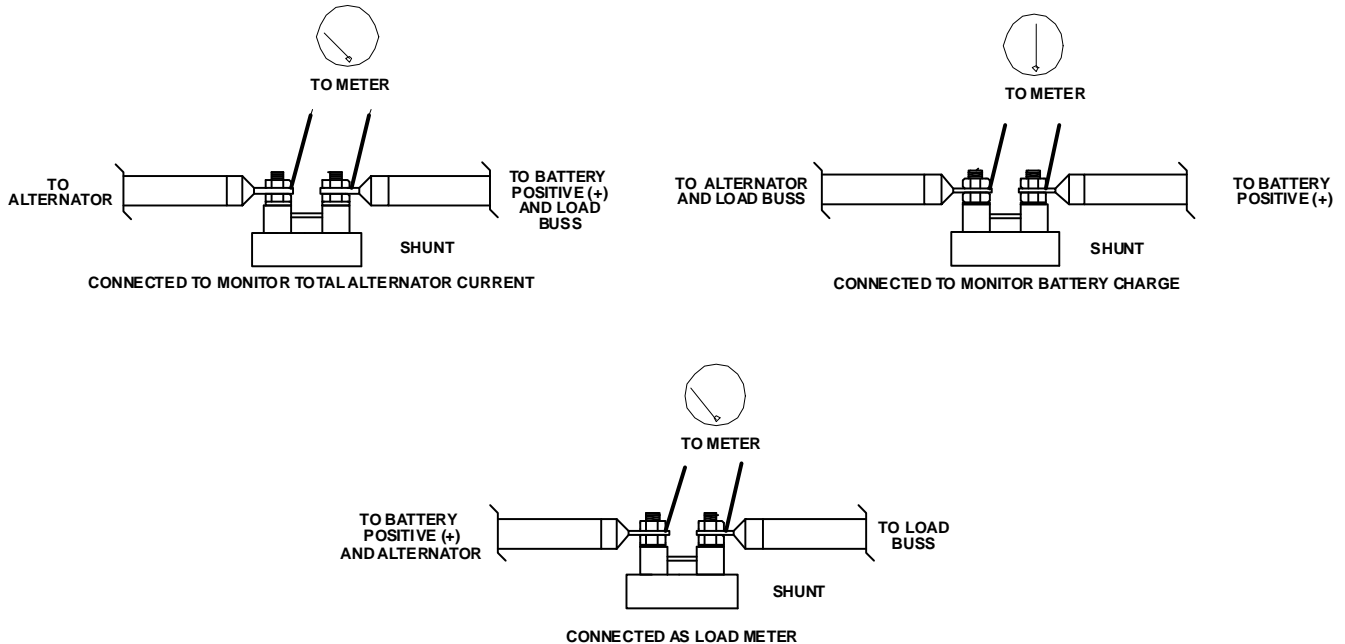 TO METER
TO
ALTERNATOR
TO BATTERY
POSITIVE (+)
AND LOAD
BUSS
SHUNT
CONNECTED TO MONITOR TOTAL ALTERNATOR CURRENT
TO METER
TO ALTERNATOR
AND LOAD BUSS
TO BATTERY
POSITIVE (+)
SHUNT
CONNECTED TO MONITOR BATTERY CHARGE
TO METER
TO BATTERY
POSITIVE (+)
AND ALTERNATOR
TO LOAD
BUSS
SHUNT
CONNECTED AS LOAD METER